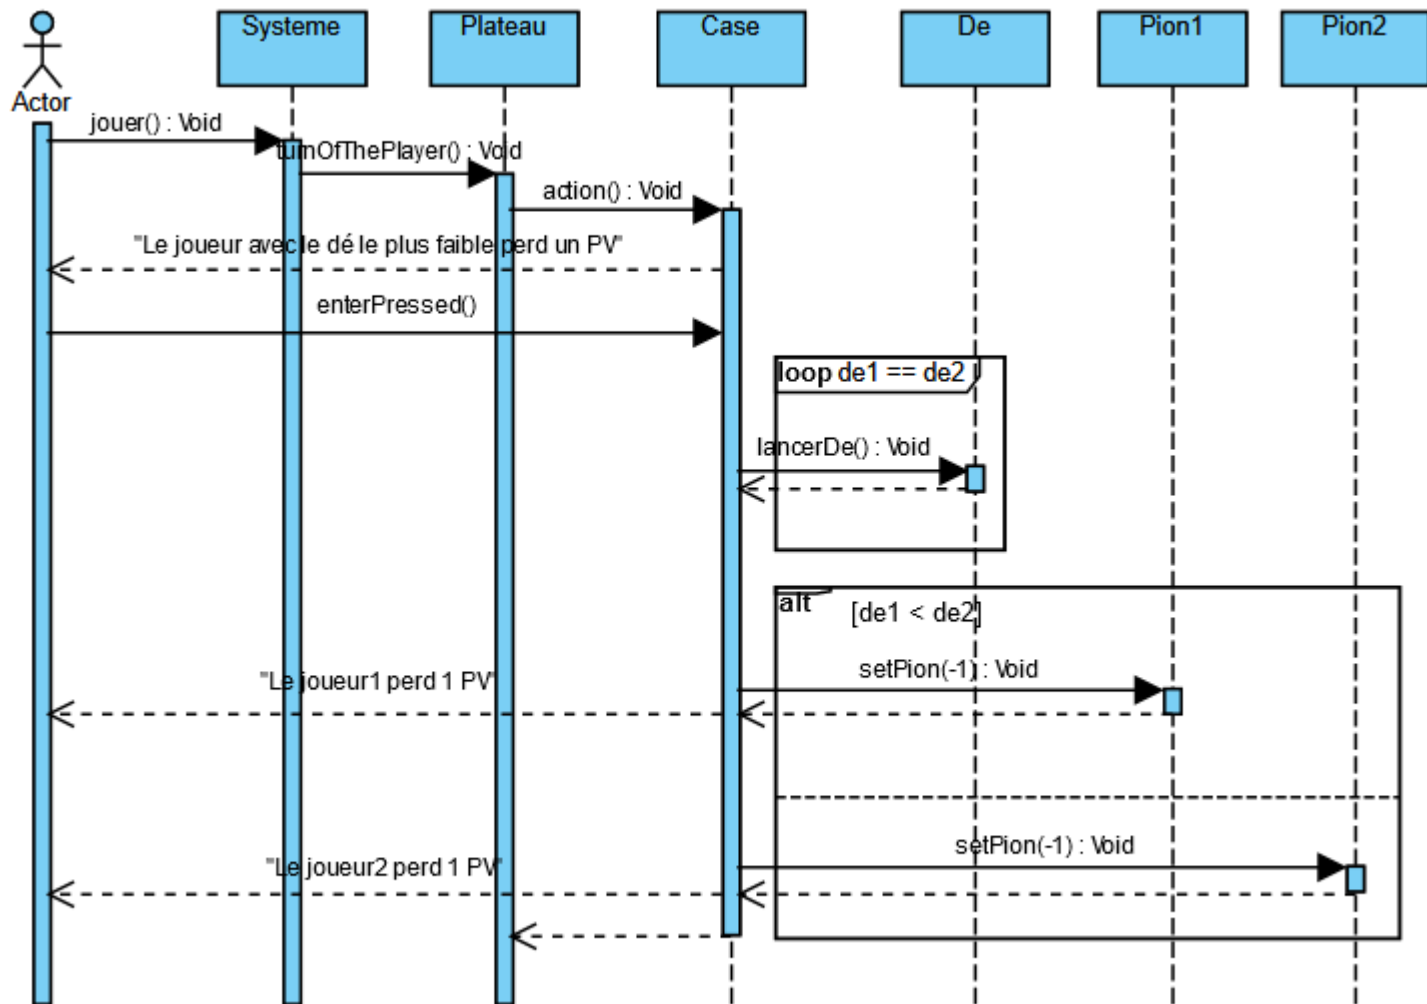 Systeme
Plateau
Case
De
Pion1
Pion2
Actor
jouer() : Void
turnOfThePlayer() : Void
action() : Void
"Le joueur avec le dé le plus faible perd un PV"
enterPressed()
loop de1 == de2
lancerDe() : Void
alt
[de1 < de2]
setPion(-1) : Void
"Le joueur1 perd 1 PV"
setPion(-1) : Void
"Le joueur2 perd 1 PV"